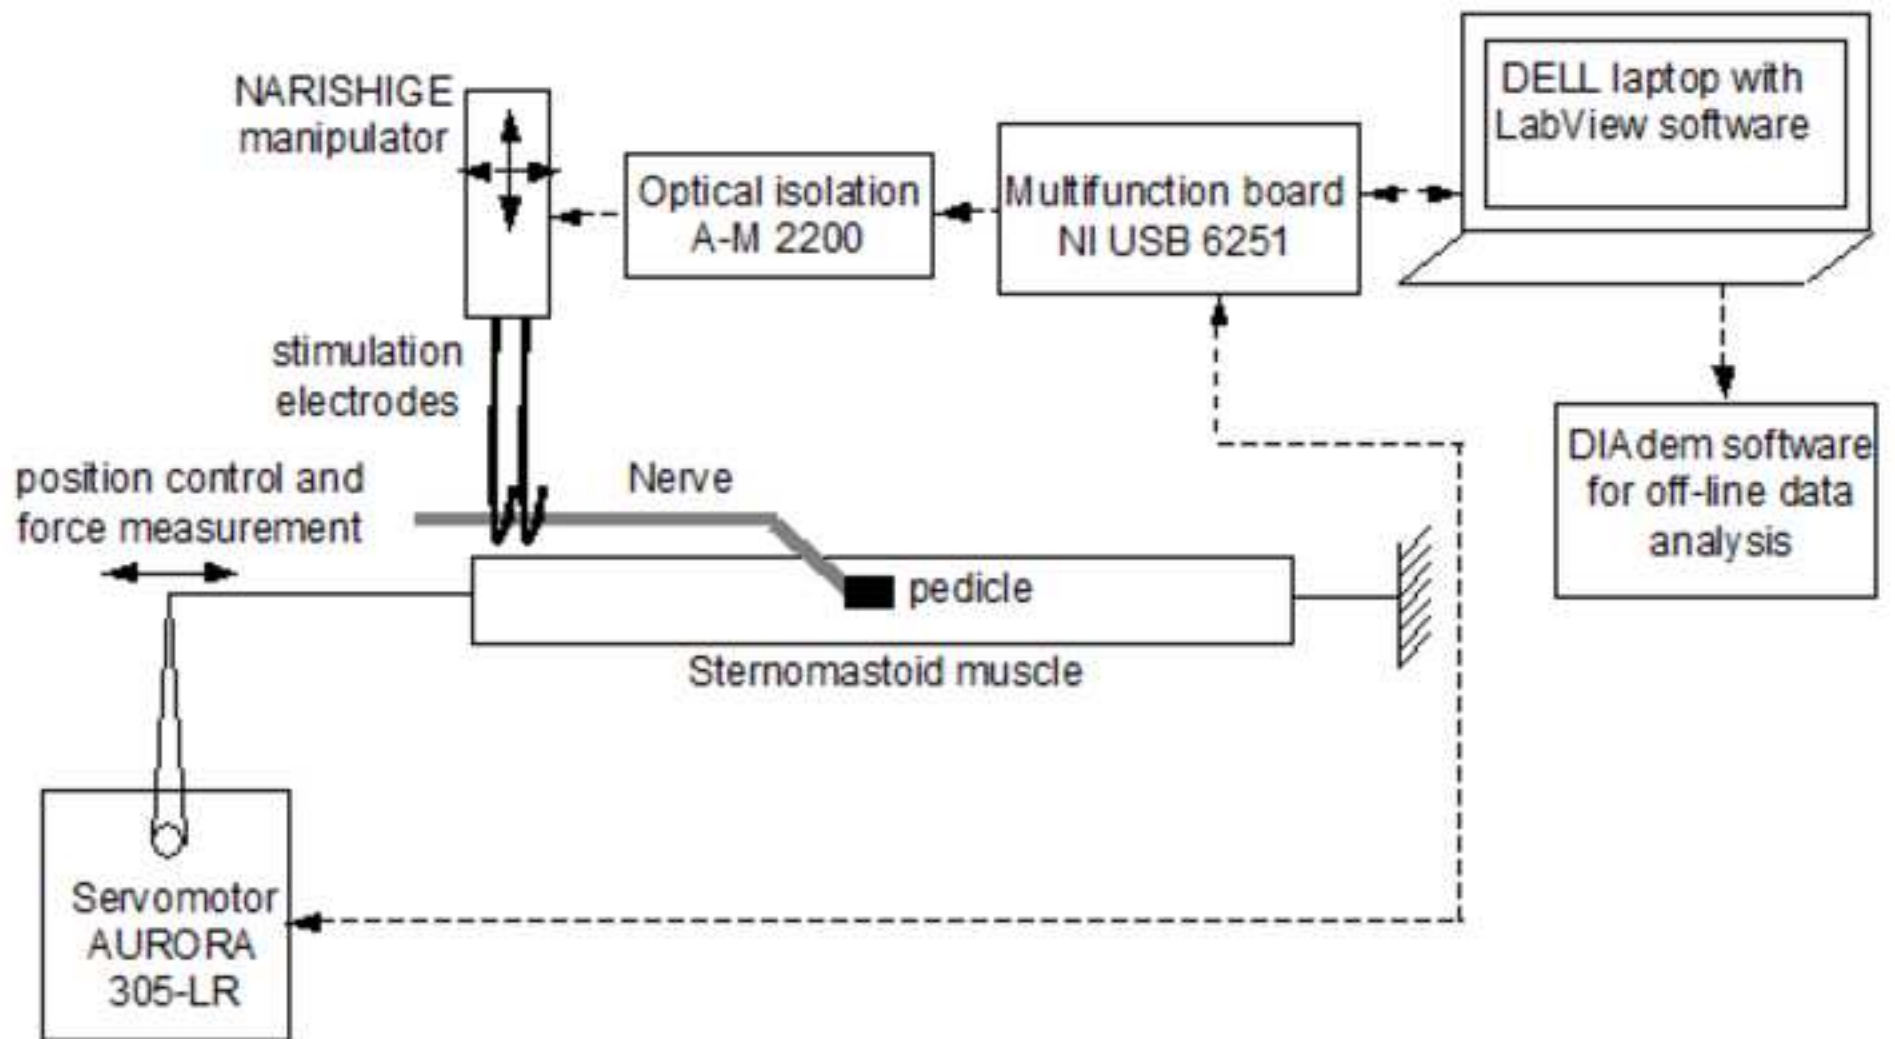 NARISHIGE
manipulator
Optical isolation
A-M 2200
Multifunction board
NI USB 6251
DELL laptop with
LabView software
stimulation
electrodes
DIAdem software
for off-line data
analysis
position control and
force measurement
Nerve
pedicle
Sternomastoid muscle
Servomotor
AURORA
305-LR